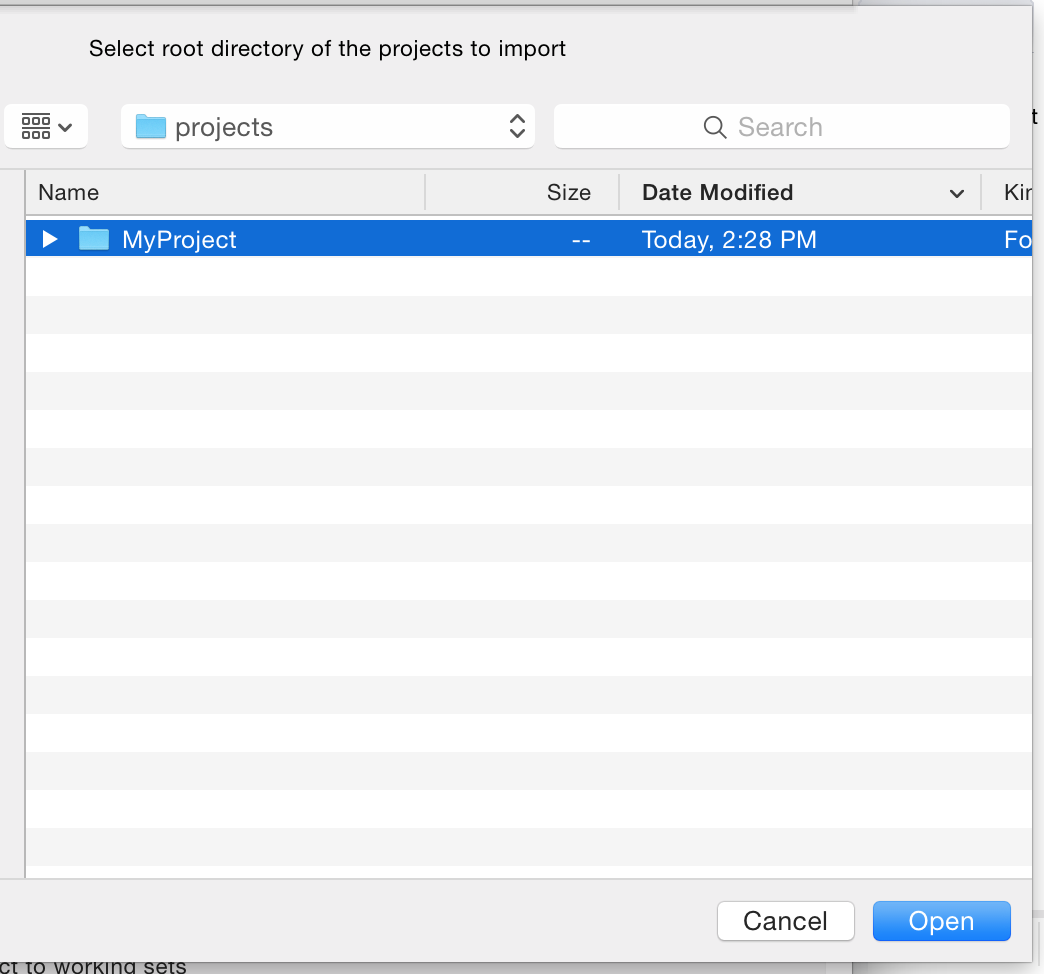 Select root directory of the projects to import
projects
Search
Name Size Date Modified Kin
MyProject -- Today, 2:28 PM Fo
Cancel Open
ct to working sets